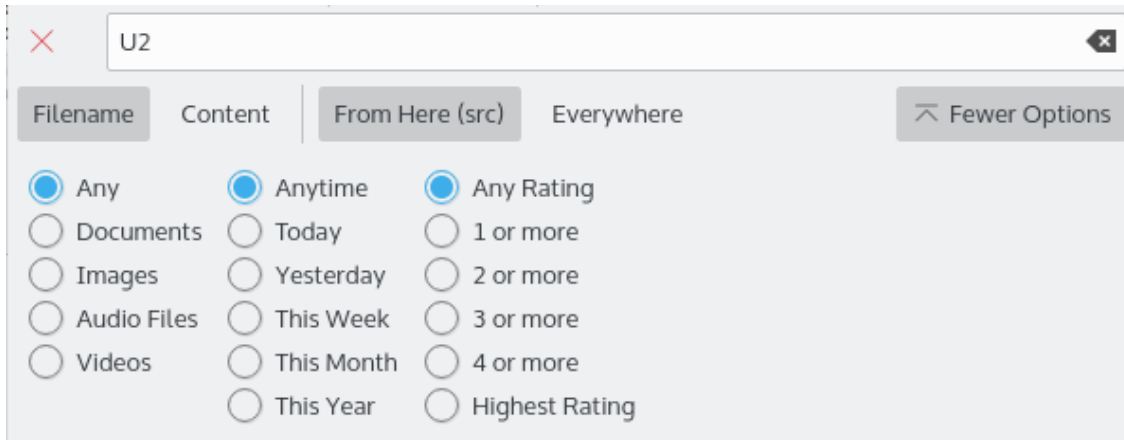 U2
Filename Content From Here (src) Everywhere Fewer Options
Any Anytime Any Rating
Documents Today 1 or more
Images Yesterday 2 or more
Audio Files This Week 3 or more
Videos This Month 4 or more
This Year Highest Rating